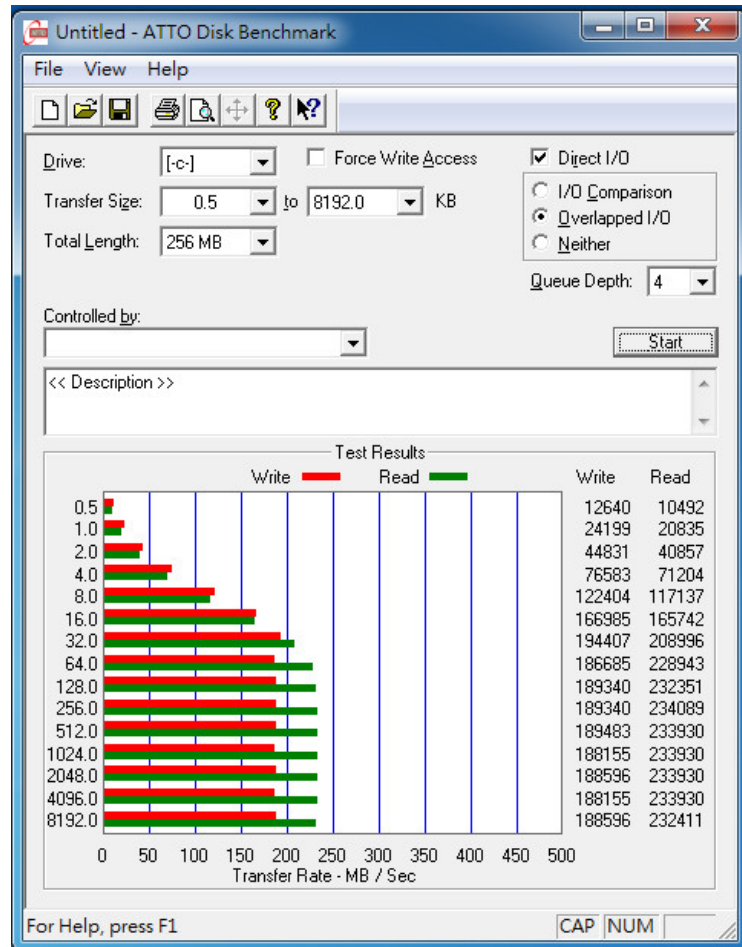 Untitled - ATTO Disk Benchmark
File View Help
Drive: [-c-] Force Write Access Direct I/O
Transfer Size: 0.5 to 8192.0 KB I/O Comparison
Overlapped I/O
Total Length: 256 MB Neither
Queue Depth: 4
Controlled by:
Start
<< Description >>
Test Results
Write Read Write Read
0.5 12640 10492
1.0 24199 20835
2.0 44831 40857
4.0 76583 71204
8.0 122404 117137
16.0 166985 165742
32.0 194407 208996
64.0 186685 228943
128.0 189340 232351
256.0 189340 234089
512.0 189483 233930
1024.0 188155 233930
2048.0 188596 233930
4096.0 188155 233930
8192.0 188596 232411
0 50 100 150 200 250 300 350 400 450 500
Transfer Rate - MB / Sec
For Help, press F1 CAP NUM